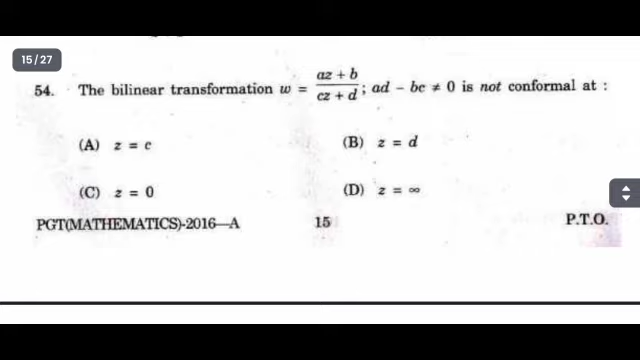 15/27
54. The bilinear transformation w = \frac{az + b}{cz + d}; ad – bc ≠ 0 is not conformal at :
(A) z = c (B) z = d
(C) z = 0 (D) z = ∞
PGT(MATHEMATICS)-2016—A 15 P.T.O.